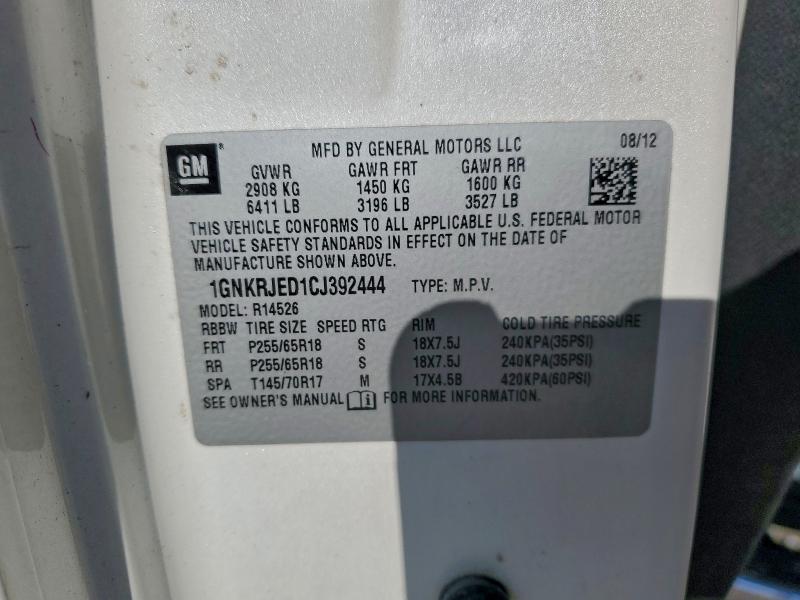 GM ® MFD BY GENERAL MOTORS LLC 08/12
GVWR GAWR FRT GAWR RR
2908 KG 1450 KG 1600 KG
6411 LB 3196 LB 3527 LB
THIS VEHICLE CONFORMS TO ALL APPLICABLE U.S. FEDERAL MOTOR
VEHICLE SAFETY STANDARDS IN EFFECT ON THE DATE OF
MANUFACTURE SHOWN ABOVE.
1GNKRJED1CJ392444 TYPE: M.P.V.
MODEL: R14526
RBBW TIRE SIZE SPEED RTG RIM COLD TIRE PRESSURE
FRT P255/65R18 S 18X7.5J 240KPA(35PSI)
RR P255/65R18 S 18X7.5J 240KPA(35PSI)
SPA T145/70R17 M 17X4.5B 420KPA(60PSI)
SEE OWNER'S MANUAL i FOR MORE INFORMATION.